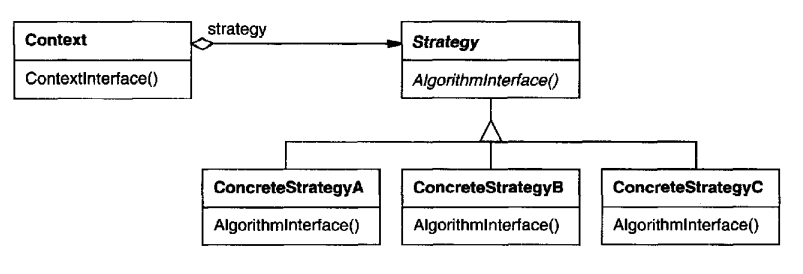 Context
strategy
Strategy
ContextInterface()
AlgorithmInterface()
ConcreteStrategyA
ConcreteStrategyB
ConcreteStrategyC
AlgorithmInterface()
AlgorithmInterface()
AlgorithmInterface()